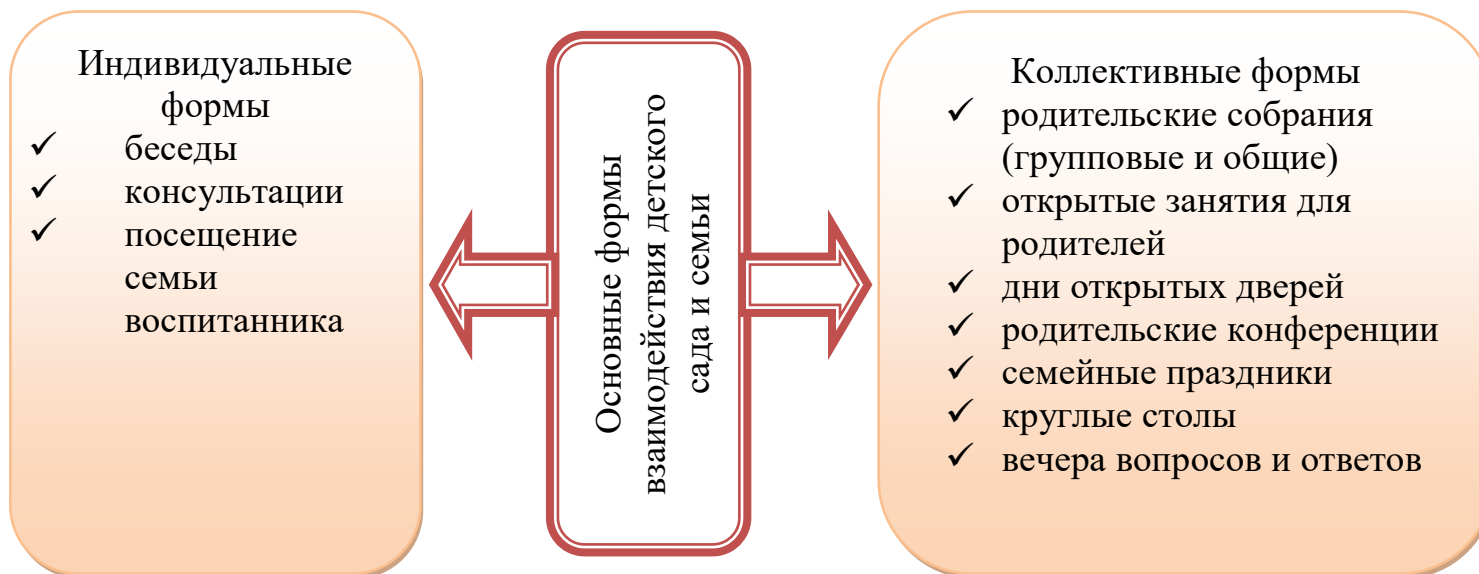 Индивидуальные
формы
✓ беседы
✓ консультации
✓ посещение
семьи
воспитанника
Основные формы
взаимодействия детского
сада и семьи
Коллективные формы
✓ родительские собрания
(групповые и общие)
✓ открытые занятия для
родителей
✓ дни открытых дверей
✓ родительские конференции
✓ семейные праздники
✓ круглые столы
✓ вечера вопросов и ответов